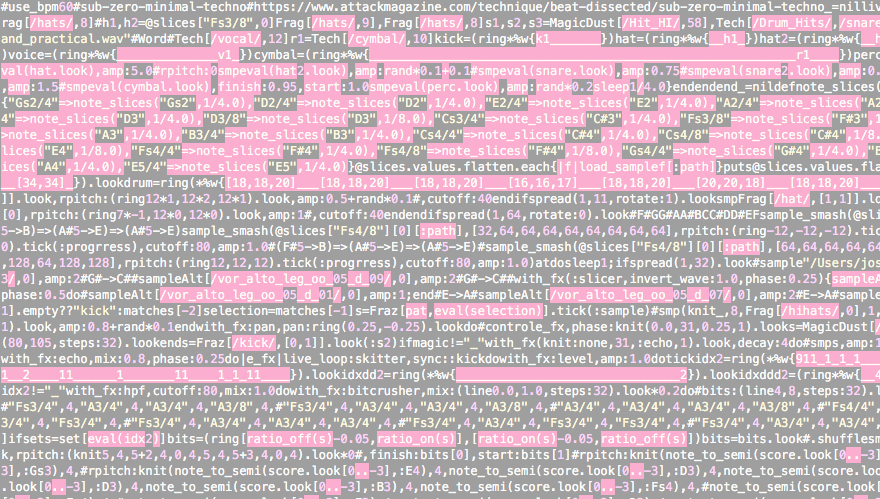 #use_bpm60#sub-zero-minimal-techno#https://www.attackmagazine.com/technique/beat-dissected/sub-zero-minimal-techno/_=nilliv
rag[/hats/,8]#h1,h2=@slices["Fs3/8",0]Frag[/hats/,9],Frag[/hats/,8]s1,s2,s3=MagicDust[/Hit_HI/,58],Tech[/Drum_Hits/,/snar
and_practical.wav"#Word#Tech[/vocal/,12]r1=Tech[/cymbal/,10]kick=(ring*%w{k1_______})hat=(ring*%w{__h1_})hat2=(ring*%w{__h
)voice=(ring*%w{ v1_})cymbal=(ring*%w{ r1____})perc
val(hat.look),amp:5.0#rpitch:0smpeval(hat2.look),amp:rand*0.1+0.1#smpeval(snare.look),amp:0.75#smpeval(snare2.look),amp:0.
,amp:1.5#smpeval(cymbal.look),finish:0.95,start:1.0smpeval(perc.look),amp:rand*0.2sleep1/4.0}endendend_=nildefnote_slices(
{"Gs2/4"=>note_slices("Gs2",1/4.0),"D2/4"=>note_slices("D2",1/4.0),"E2/4"=>note_slices("E2",1/4.0),"A2/4"=>note_slices("A2
4"=>note_slices("D3",1/4.0),"D3/8"=>note_slices("D3",1/8.0),"Cs3/4"=>note_slices("C#3",1/4.0),"Fs3/8"=>note_slices("F#3",1
>note_slices("A3",1/4.0),"B3/4"=>note_slices("B3",1/4.0),"Cs4/4"=>note_slices("C#4",1/4.0),"Cs4/8"=>note_slices("C#4",1/8.
lices("E4",1/8.0),"Fs4/4"=>note_slices("F#4",1/4.0),"Fs4/8"=>note_slices("F#4",1/8.0),"Gs4/4"=>note_slices("G#4",1/4.0),"B
ices("A4",1/4.0),"E5/4"=>note_slices("E5",1/4.0)}@slices.values.flatten.each{|f|load_samplef[:path]}puts@slices.values.fla
__[34,34]_}).lookdrum=ring(*%w{[18,18,20]___[18,18,20]___[18,18,20]___[16,16,17]___[18,18,20]___[20,20,18]___[18,18,20]___
]].look,rpitch:(ring12*1,12*2,12*1).look,amp:0.5+rand*0.1#,cutoff:40endifspread(1,11,rotate:1).looksmpFrag[/hat/,[1,1]].lo
[0],rpitch:(ring7*-1,12*0,12*0).look,amp:1#,cutoff:40endendifspread(1,64,rotate:0).look#F#GG#AA#BCC#DD#EFsample_smash(@sli
5->B)=>(A#5->E)=>(A#5->E)sample_smash(@slices["Fs4/8"][0][:path],[32,64,64,64,64,64,64,64],rpitch:(ring-12,-12,-12).tic
0).tick(:progrress),cutoff:80,amp:1.0#(F#5->B)=>(A#5->E)=>(A#5->E)#sample_smash(@slices["Fs4/8"][0][:path],[64,64,64,64,64
,128,64,128,128],rpitch:(ring12,12,12).tick(:progrress),cutoff:80,amp:1.0)atdosleep1;ifspread(1,32).look#sample"/Users/jos
3/,0],amp:2#G#->C##sampleAlt[/vor_alto_leg_oo_05_d_09/,0],amp:2#G#->C##with_fx(:slicer,invert_wave:1.0,phase:0.25){sampleA
phase:0.5do#sampleAlt[/vor_alto_leg_oo_05_d_01/,0],amp:1;end#E->A#sampleAlt[/vor_alto_leg_oo_05_d_07/,0],amp:2#E->A#sample
1].empty??"kick":matches[-2]selection=matches[-1]s=Fraz[pat,eval(selection)].tick(:sample)#smp(knit_,8,Frag[/hihats/,0],1,
1).look,amp:0.8+rand*0.1endwith_fx:pan,pan:(ring(0.25,-0.25).lookdo#controle_fx,phase:knit(0.0,31,0.25,1).looks=MagicDust[/
(80,105,steps:32).lookends=Fraz[/kick/,[0,1]].look(:s2)ifmagic!="_"with_fx(knit:none,31,:echo,1).look,decay:4do#smps,amp:1
with_fx:echo,mix:0.8,phase:0.25do|e_fx|live_loop:skitter,sync::kickdowith_fx:level,amp:1.0dotickidx2=ring(*%w{911_1_1_1
1__2____11______1______11____1_1_11____}).lookidxdd2=(ring(*%w{ 2}).lookidxddd2=(ring*%w{__4
idx2!="_"with_fx:hpf,cutoff:80,mix:1.0dowith_fx:bitcrusher,mix:(line0.0,1.0,steps:32).look*0.2do#bits:(line4,8,steps:32).l
#"Fs3/4",4,"A3/4",4,"A3/4",4,"A3/8",4,#"Fs3/4",4,"A3/4",4,"A3/4",4,"A3/8",4,#"Fs3/4",4,"A3/4",4,"A3/4",4,"A3/4",4,#"Fs3/4"
3/4",4,"Fs3/4",4,#"Fs3/4",4,"A3/4",4,"A3/4",4,"A3/4",4,#"Fs3/4",4,"A3/4",4,"A3/4",4,"A3/4",4,#"Fs3/4",4,"A3/4",4,"A3/4",4,
]ifsets=set[eval(idx2)]bits=(ring[ratio_off(s)-0.05,ratio_on(s)],[ratio_on(s)-0.05,ratio_off(s)])bits=bits.look#.shufflesm
k,rpitch:(knit5,4,5+2,4,0,4,5,4,5+3,4,0,4).look*0#,finish:bits[0],start:bits[1]#rpitch:knit(note_to_semi(score.look[0..-3]
3],:Gs3),4,#rpitch:knit(note_to_semi(score.look[0..-3],:E4),4,note_to_semi(score.look[0..-3],:D3),4,note_to_semi(score.loo
.look[0..-3],:D3),4,note_to_semi(score.look[0..-3],:B3),4,note_to_semi(score.look[0..-3],:Fs4),4,#note_to_semi(score.look[